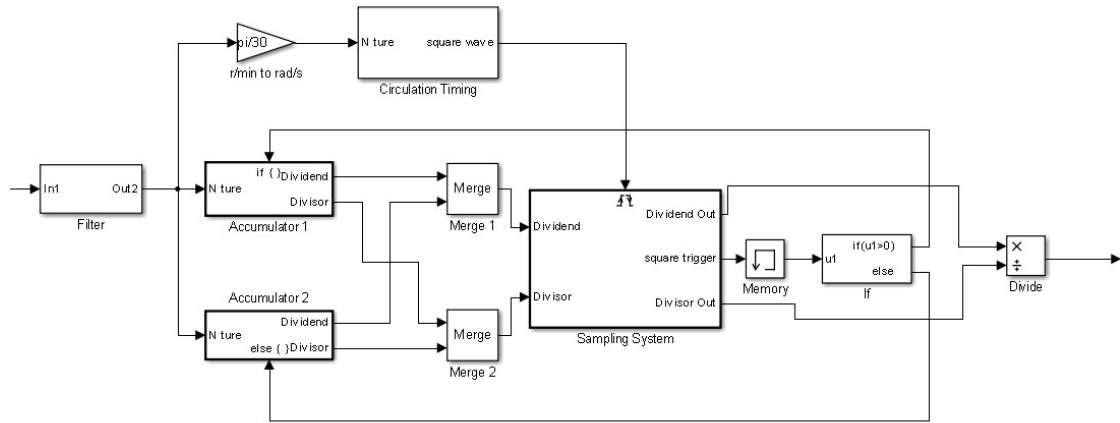 pi/30
r/min to rad/s
N ture
square wave
Circulation Timing
In1
Out2
Filter
N ture
if { }
Dividend
Divisor
Accumulator 1
Merge
Merge 1
Dividend
Divisor
Dividend Out
square trigger
Divisor Out
Sampling System
Memory
u1
if(u1>0)
else
If
×
÷
Divide
Accumulator 2
N ture
Dividend
else { }
Divisor
Merge
Merge 2